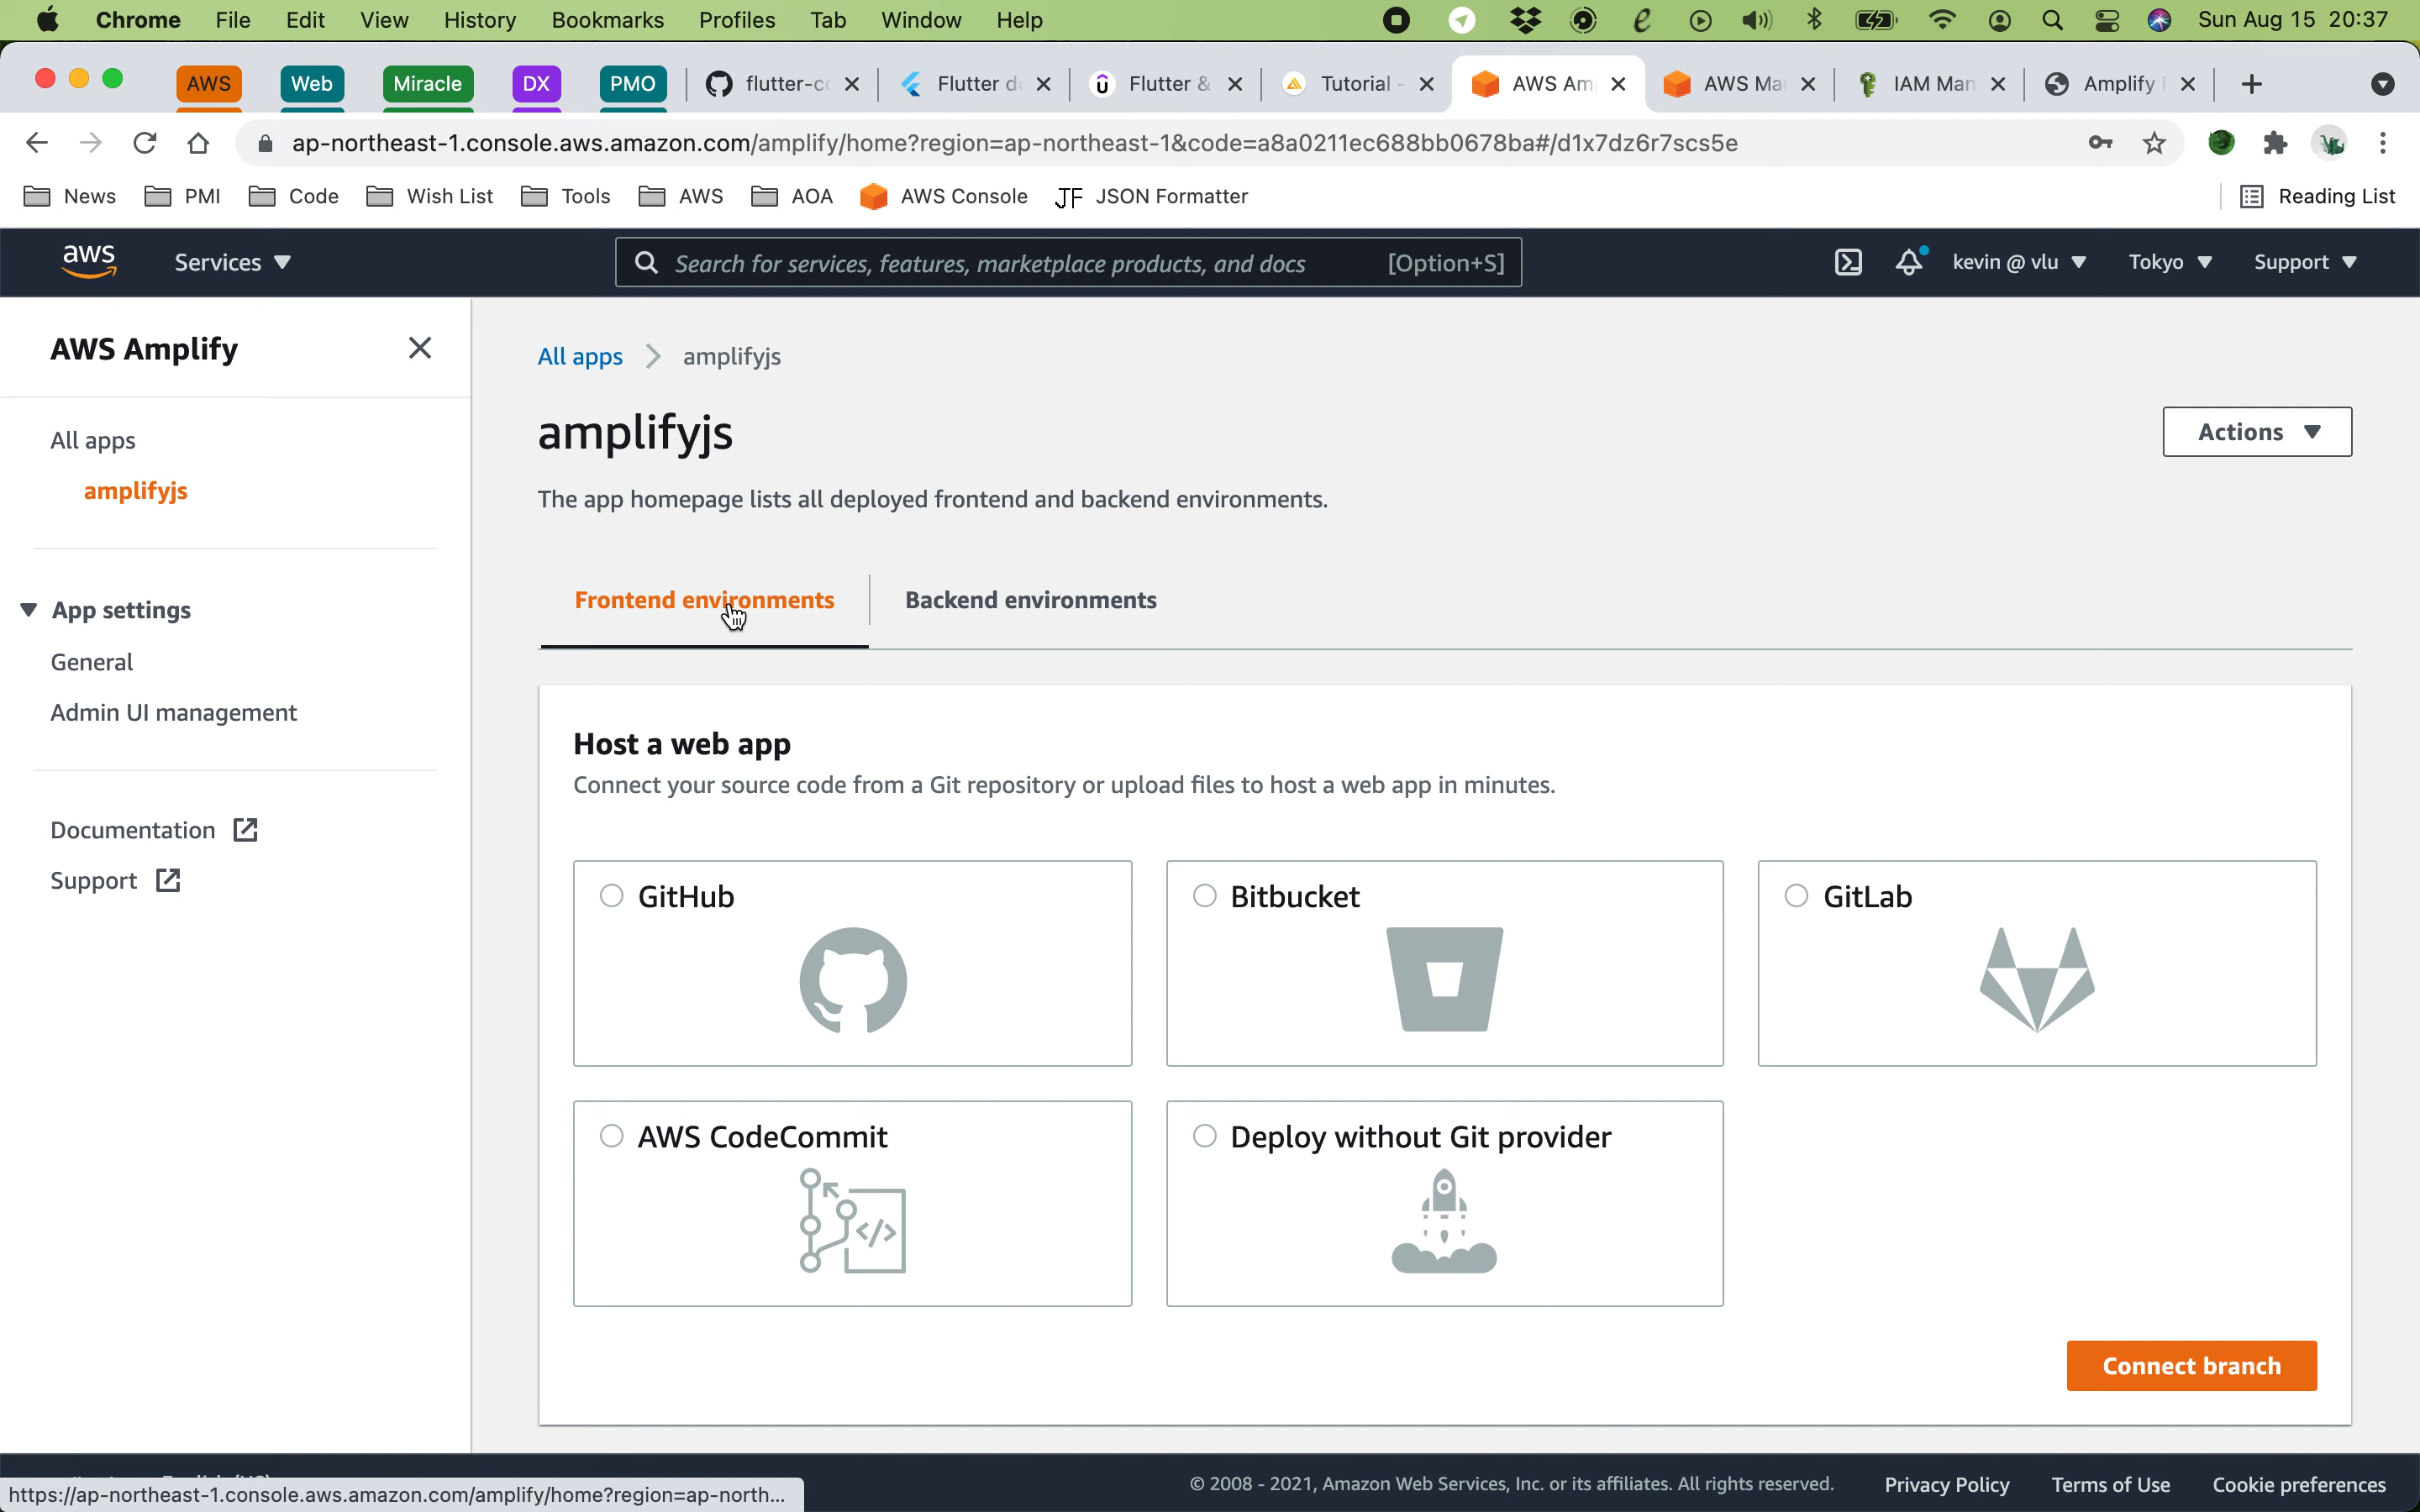 Chrome File Edit View History Bookmarks Profiles Tab Window Help Sun Aug 15 20:37
AWS Web Miracle DX PMO flutter-c Flutter d Flutter & Tutorial - AWS Am AWS Ma IAM Man Amplify
ap-northeast-1.console.aws.amazon.com/amplify/home?region=ap-northeast-1&code=a8a0211ec688bb0678ba#/d1x7dz6r7scs5e
News PMI Code Wish List Tools AWS AOA AWS Console JF JSON Formatter Reading List
aws Services Search for services, features, marketplace products, and docs [Option+S] kevin @ vlu Tokyo Support
AWS Amplify
All apps
amplifyjs
App settings
General
Admin UI management
Documentation
Support
All apps amplifyjs
amplifyjs
Actions
The app homepage lists all deployed frontend and backend environments.
Frontend environments Backend environments
Host a web app
Connect your source code from a Git repository or upload files to host a web app in minutes.
GitHub Bitbucket GitLab
AWS CodeCommit Deploy without Git provider
Connect branch
© 2008 - 2021, Amazon Web Services, Inc. or its affiliates. All rights reserved. Privacy Policy Terms of Use Cookie preferences
https://ap-northeast-1.console.aws.amazon.com/amplify/home?region=ap-north...